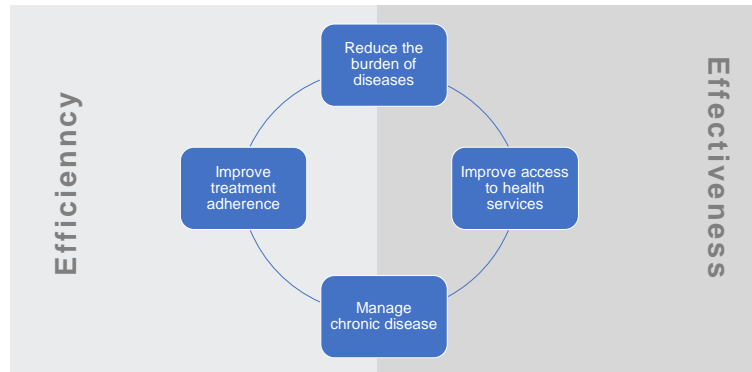 Reduce the
burden of
diseases
Efficienncy
Improve
treatment
adherence
Improve access
to health
services
Effectiveness
Manage
chronic disease